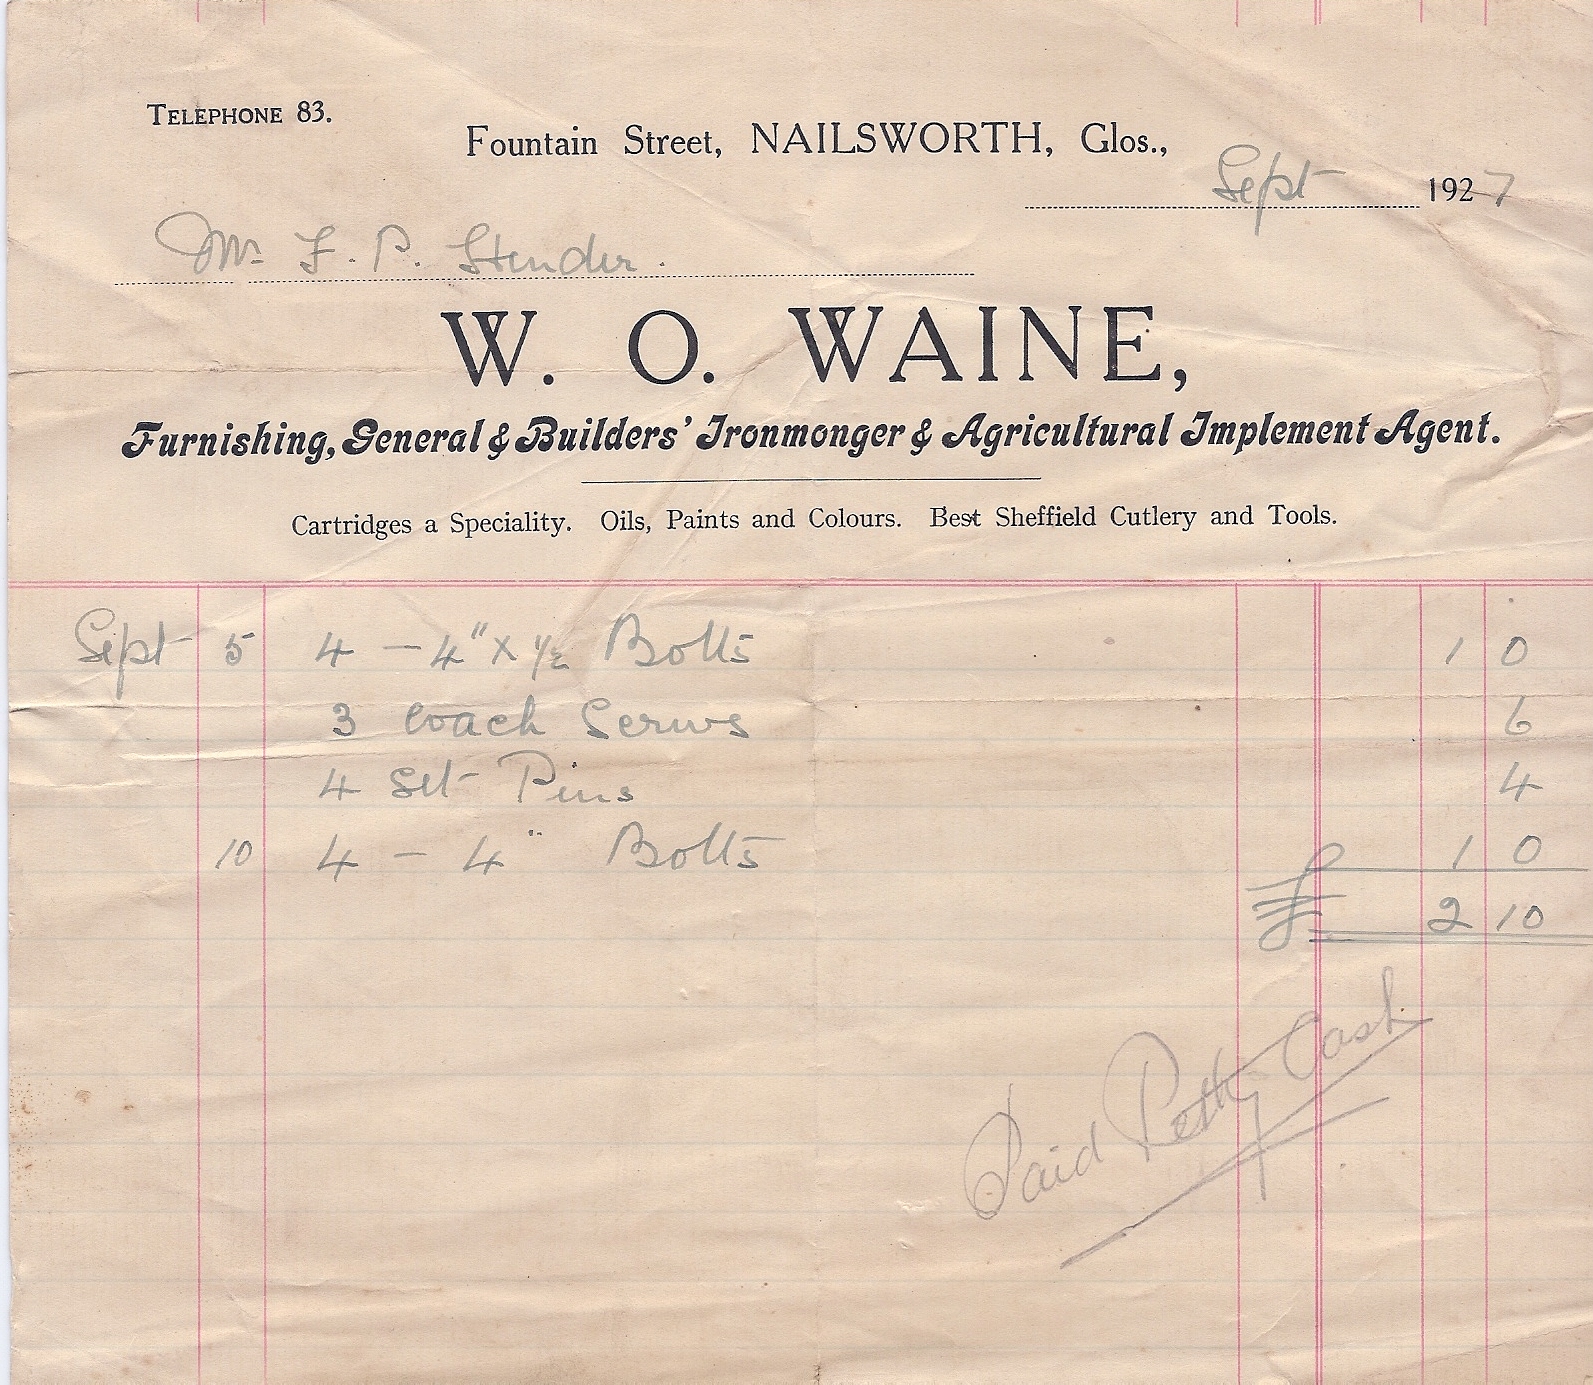 TELEPHONE 83.
Fountain Street, NAILSWORTH, Glos.,
Sept 1927
Mr F. P. Stender.
W. O. WAINE,
Furnishing, General & Builders' Ironmonger & Agricultural Implement Agent.
Cartridges a Speciality. Oils, Paints and Colours. Best Sheffield Cutlery and Tools.
Sept 5 4 — 4" x 1/2 Bolts 1 0
3 Coach Screws 6
4 Set Pins 4
10 4 — 4" Bolts 1 0
£ 2 10
Paid Petty Cash